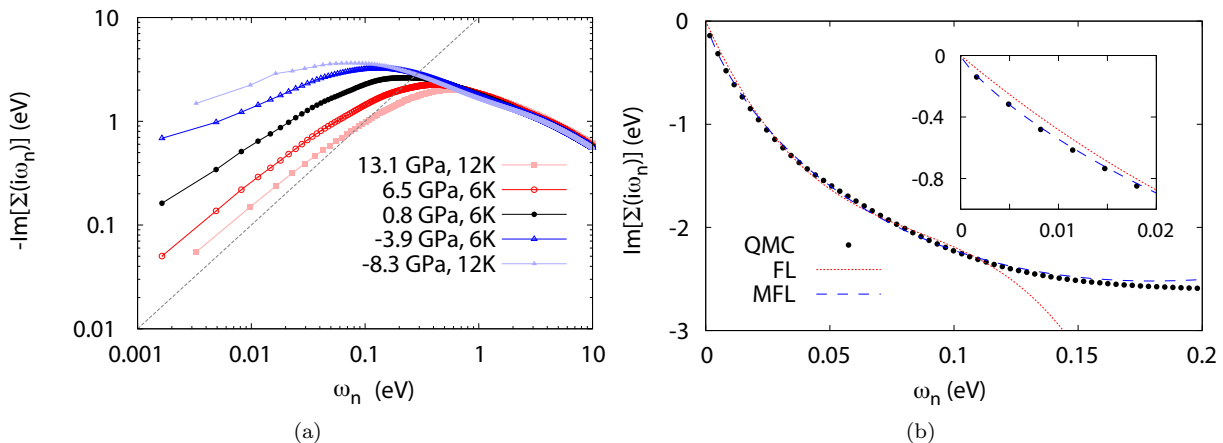 10
1
0.1
0.01
0.001
0.01
0.1
1
10
-Im[Σ(iω_n)] (eV)
ω_n (eV)
13.1 GPa, 12K
6.5 GPa, 6K
0.8 GPa, 6K
-3.9 GPa, 6K
-8.3 GPa, 12K
(a)
0
-1
-2
-3
0
0.05
0.1
0.15
0.2
Im[Σ(iω_n)] (eV)
ω_n (eV)
QMC
FL
MFL
0
-0.4
-0.8
0
0.01
0.02
(b)